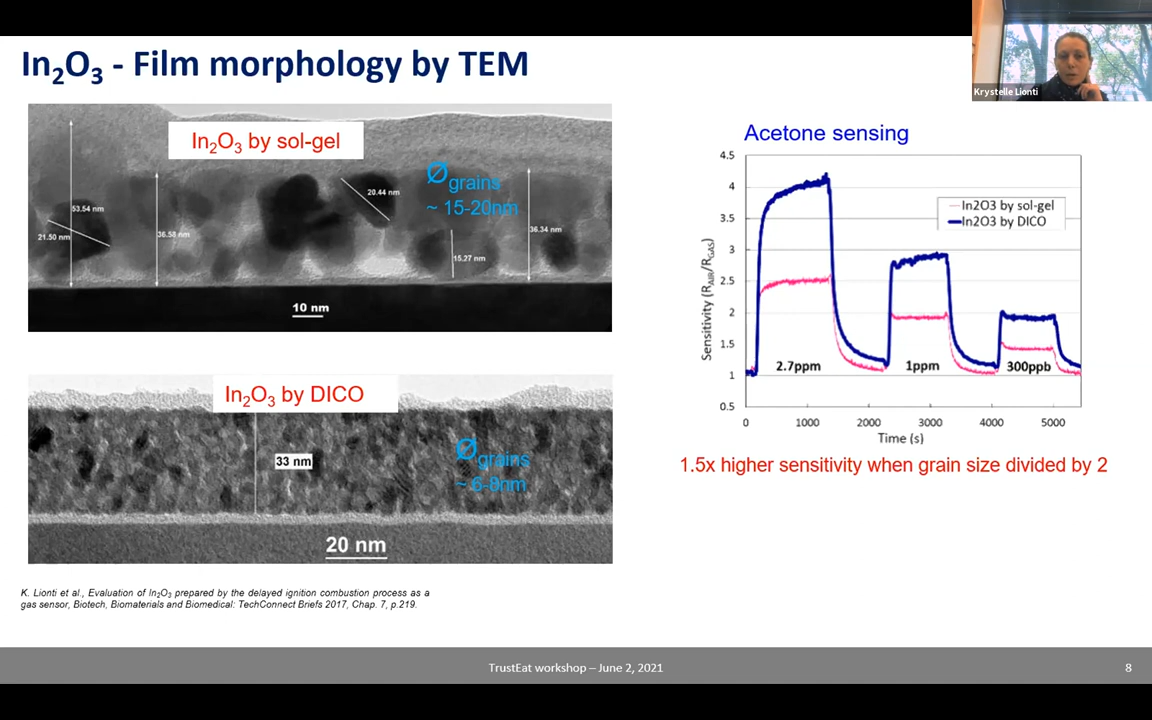 In₂O₃ - Film morphology by TEM
Krystelle Lionti
In₂O₃ by sol-gel
Øgrains
~ 15-20nm
53.54 nm
21.50 nm
36.58 nm
20.44 nm
15.27 nm
36.34 nm
10 nm
In₂O₃ by DICO
Øgrains
~ 6-8nm
33 nm
20 nm
K. Lionti et al., Evaluation of In₂O₃ prepared by the delayed ignition combustion process as a
gas sensor, Biotech, Biomaterials and Biomedical: TechConnect Briefs 2017, Chap. 7, p.219.
Acetone sensing
4.5
4
3.5
3
2.5
2
1.5
1
0.5
Sensitivity (R_AIR/R_GAS)
In2O3 by sol-gel
In2O3 by DICO
2.7ppm
1ppm
300ppb
0 1000 2000 3000 4000 5000
Time (s)
1.5x higher sensitivity when grain size divided by 2
TrustEat workshop – June 2, 2021
8